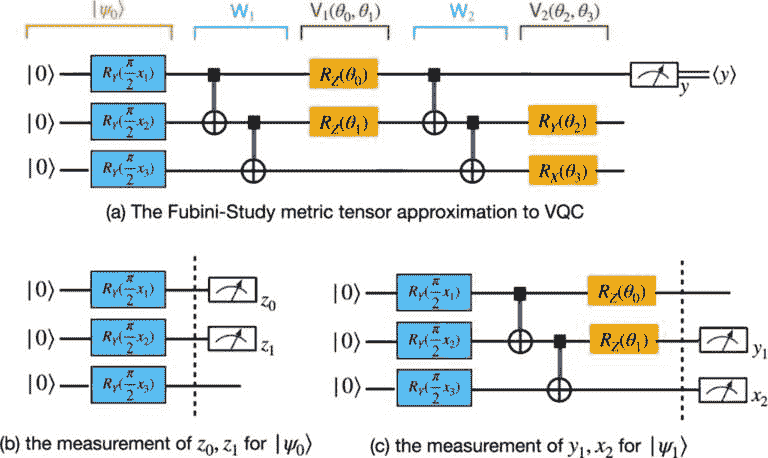 |ψ₀⟩ W₁ V₁(θ₀, θ₁) W₂ V₂(θ₂, θ₃)
|0⟩ R_Y(π/2 x₁) R_Z(θ₀) y ⟨y⟩
|0⟩ R_Y(π/2 x₂) R_Z(θ₁) R_Y(θ₂)
|0⟩ R_Y(π/2 x₃) R_X(θ₃)
(a) The Fubini-Study metric tensor approximation to VQC
|0⟩ R_Y(π/2 x₁) z₀
|0⟩ R_Y(π/2 x₂) z₁
|0⟩ R_Y(π/2 x₃)
(b) the measurement of z₀, z₁ for |ψ₀⟩
|0⟩ R_Y(π/2 x₁) R_Z(θ₀)
|0⟩ R_Y(π/2 x₂) R_Z(θ₁) y₁
|0⟩ R_Y(π/2 x₃) x₂
(c) the measurement of y₁, x₂ for |ψ₁⟩